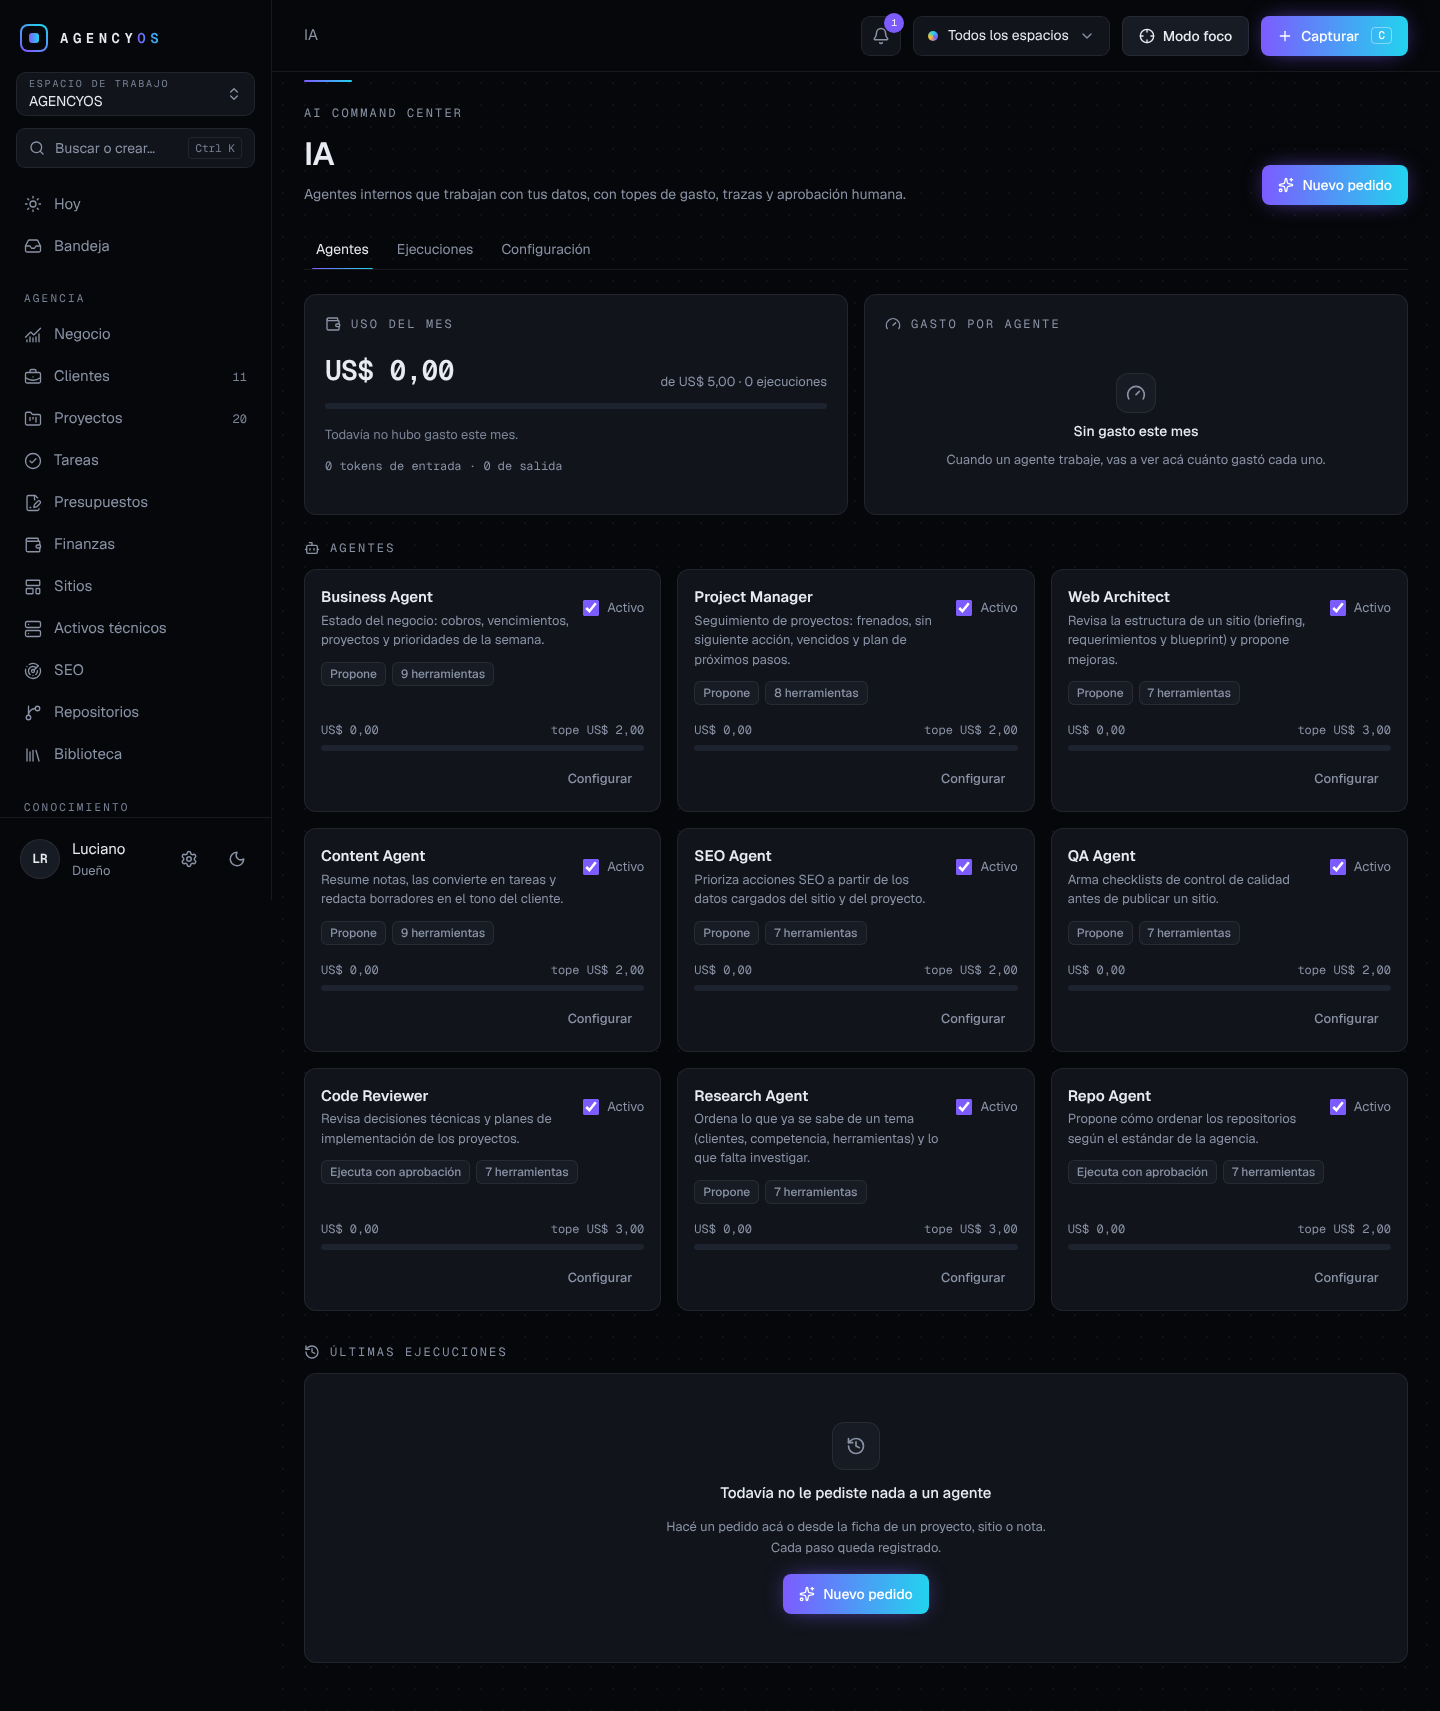 AGENCYOS
ESPACIO DE TRABAJO
AGENCYOS
Buscar o crear... Ctrl K
Hoy
Bandeja
AGENCIA
Negocio
Clientes 11
Proyectos 20
Tareas
Presupuestos
Finanzas
Sitios
Activos técnicos
SEO
Repositorios
Biblioteca
CONOCIMIENTO
LR
Luciano
Dueño
IA
1
Todos los espacios
Modo foco
Capturar C
AI COMMAND CENTER
IA
Agentes internos que trabajan con tus datos, con topes de gasto, trazas y aprobación humana.
Nuevo pedido
Agentes Ejecuciones Configuración
USO DEL MES
US$ 0,00
de US$ 5,00 · 0 ejecuciones
Todavía no hubo gasto este mes.
0 tokens de entrada · 0 de salida
GASTO POR AGENTE
Sin gasto este mes
Cuando un agente trabaje, vas a ver acá cuánto gastó cada uno.
AGENTES
Business Agent
Activo
Estado del negocio: cobros, vencimientos,
proyectos y prioridades de la semana.
Propone 9 herramientas
US$ 0,00 tope US$ 2,00
Configurar
Project Manager
Activo
Seguimiento de proyectos: frenados, sin
siguiente acción, vencidos y plan de
próximos pasos.
Propone 8 herramientas
US$ 0,00 tope US$ 2,00
Configurar
Web Architect
Activo
Revisa la estructura de un sitio (briefing,
requerimientos y blueprint) y propone
mejoras.
Propone 7 herramientas
US$ 0,00 tope US$ 3,00
Configurar
Content Agent
Activo
Resume notas, las convierte en tareas y
redacta borradores en el tono del cliente.
Propone 9 herramientas
US$ 0,00 tope US$ 2,00
Configurar
SEO Agent
Activo
Prioriza acciones SEO a partir de los
datos cargados del sitio y del proyecto.
Propone 7 herramientas
US$ 0,00 tope US$ 2,00
Configurar
QA Agent
Activo
Arma checklists de control de calidad
antes de publicar un sitio.
Propone 7 herramientas
US$ 0,00 tope US$ 2,00
Configurar
Code Reviewer
Activo
Revisa decisiones técnicas y planes de
implementación de los proyectos.
Ejecuta con aprobación 7 herramientas
US$ 0,00 tope US$ 3,00
Configurar
Research Agent
Activo
Ordena lo que ya se sabe de un tema
(clientes, competencia, herramientas) y lo
que falta investigar.
Propone 7 herramientas
US$ 0,00 tope US$ 3,00
Configurar
Repo Agent
Activo
Propone cómo ordenar los repositorios
según el estándar de la agencia.
Ejecuta con aprobación 7 herramientas
US$ 0,00 tope US$ 2,00
Configurar
ÚLTIMAS EJECUCIONES
Todavía no le pediste nada a un agente
Hacé un pedido acá o desde la ficha de un proyecto, sitio o nota.
Cada paso queda registrado.
Nuevo pedido